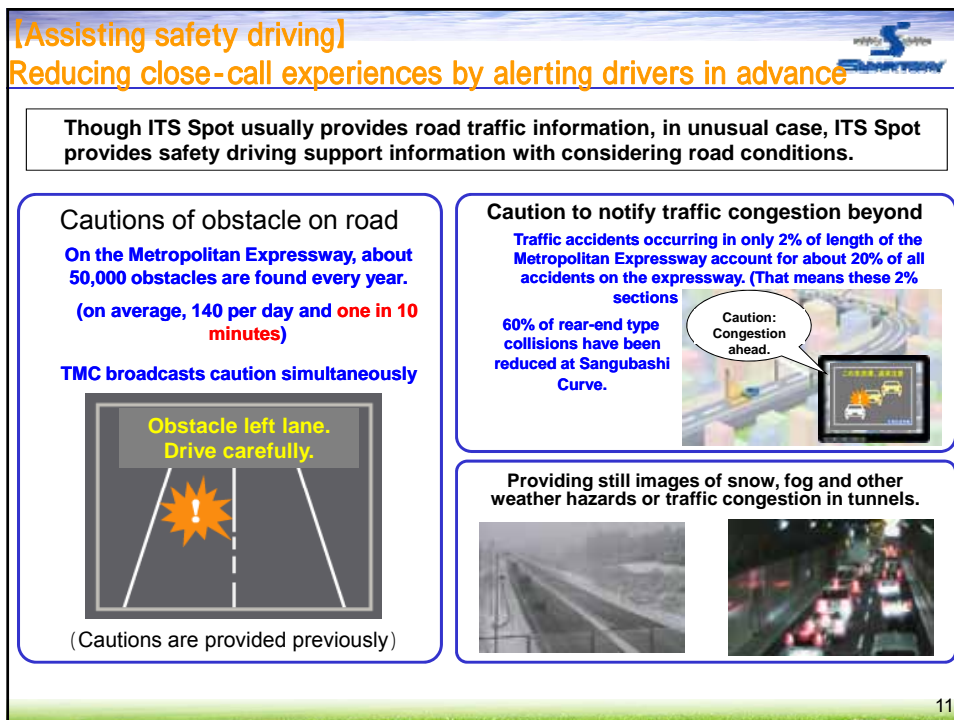 【Assisting safety driving】
Reducing close-call experiences by alerting drivers in advance
Though ITS Spot usually provides road traffic information, in unusual case, ITS Spot
provides safety driving support information with considering road conditions.
Cautions of obstacle on road
On the Metropolitan Expressway, about
50,000 obstacles are found every year.
(on average, 140 per day and one in 10
minutes)
TMC broadcasts caution simultaneously
Obstacle left lane.
Drive carefully.
!
(Cautions are provided previously)
Caution to notify traffic congestion beyond
Traffic accidents occurring in only 2% of length of the
Metropolitan Expressway account for about 20% of all
accidents on the expressway. (That means these 2%
sections
60% of rear-end type
collisions have been
reduced at Sangubashi
Curve.
Caution:
Congestion
ahead.
Providing still images of snow, fog and other
weather hazards or traffic congestion in tunnels.
11